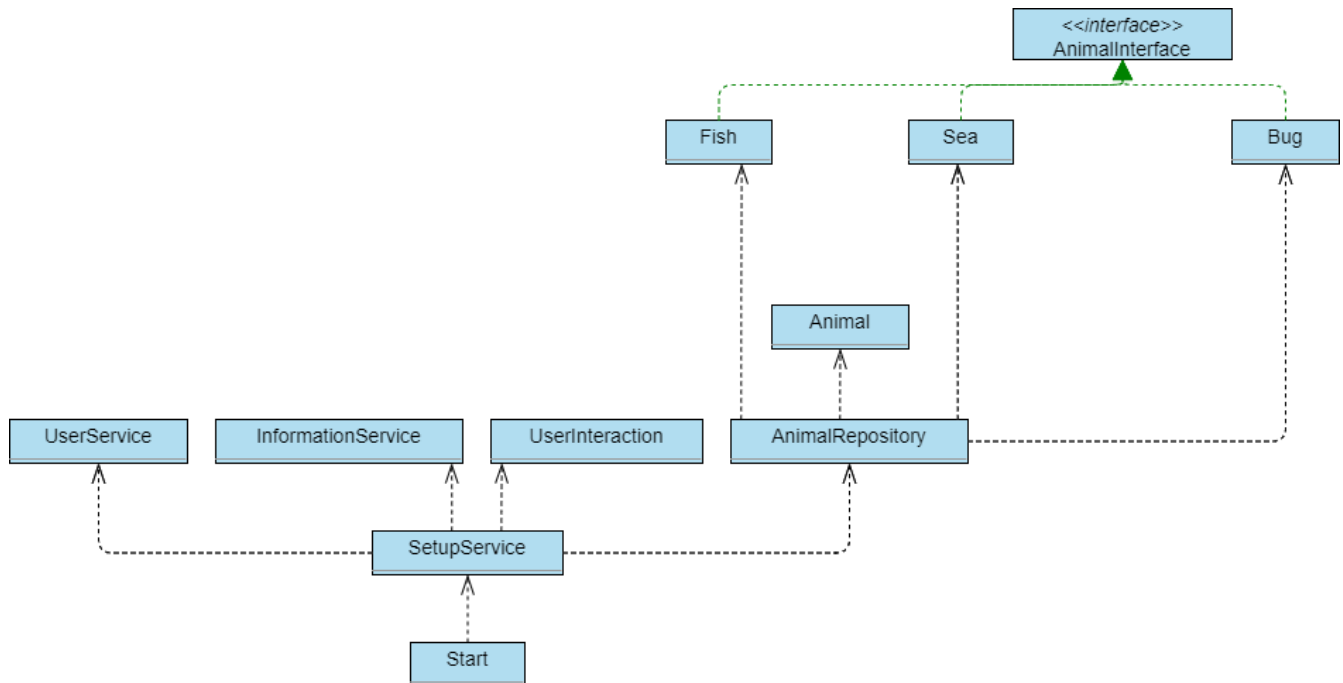 <<interface>>
AnimalInterface
Fish
Sea
Bug
Animal
UserService
InformationService
UserInteraction
AnimalRepository
SetupService
Start